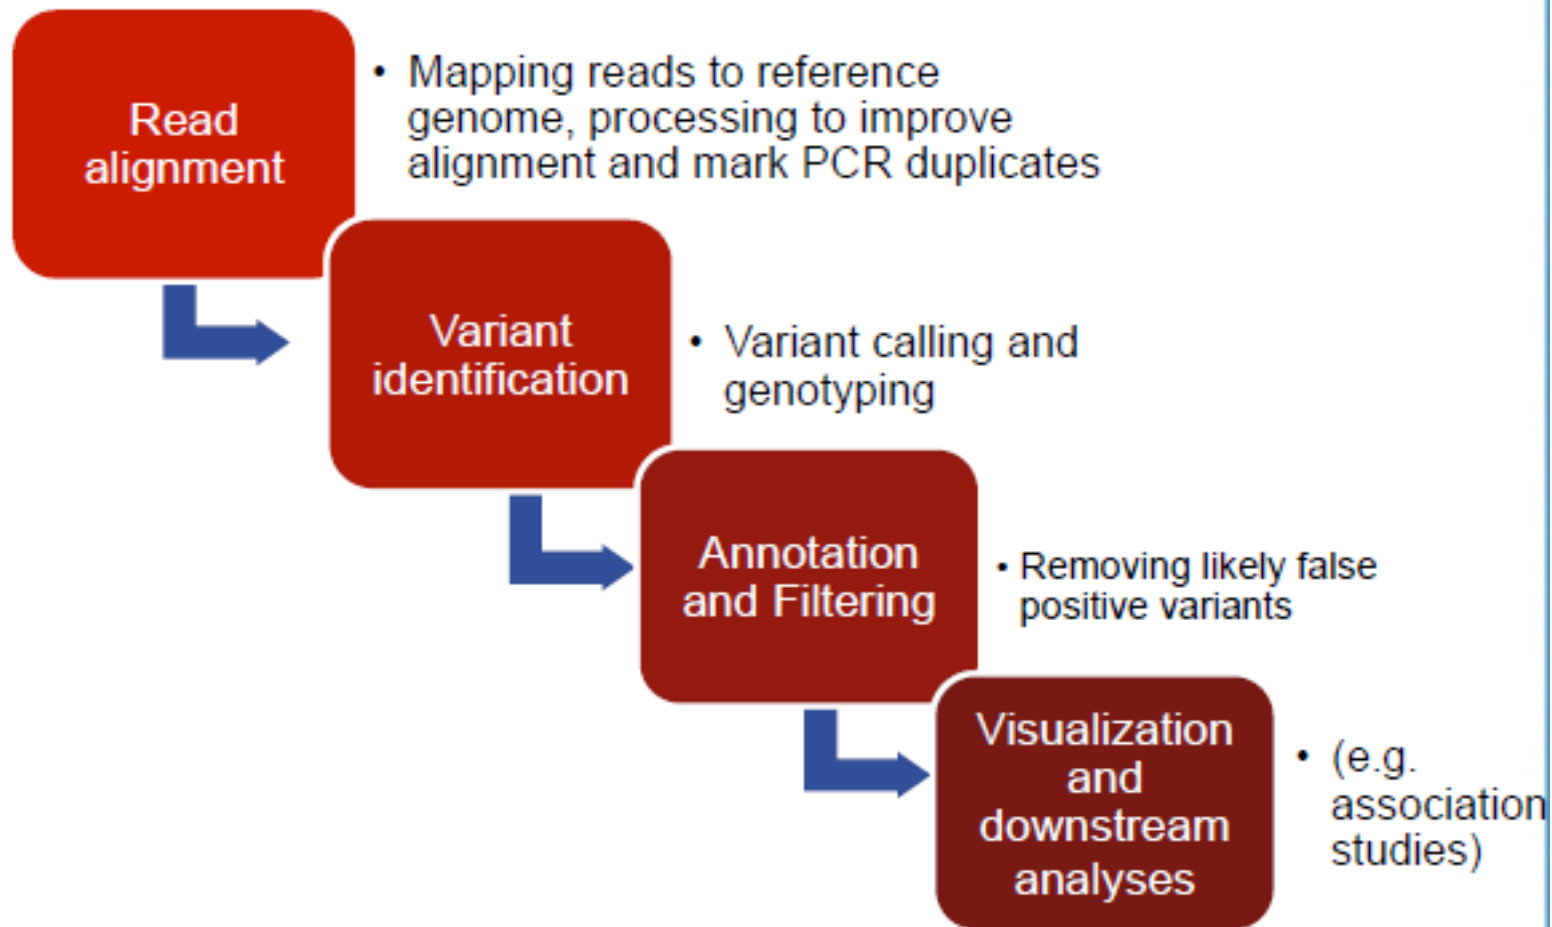 Read
alignment
• Mapping reads to reference
genome, processing to improve
alignment and mark PCR duplicates
Variant
identification
• Variant calling and
genotyping
Annotation
and Filtering
• Removing likely false
positive variants
Visualization
and
downstream
analyses
• (e.g.
association
studies)